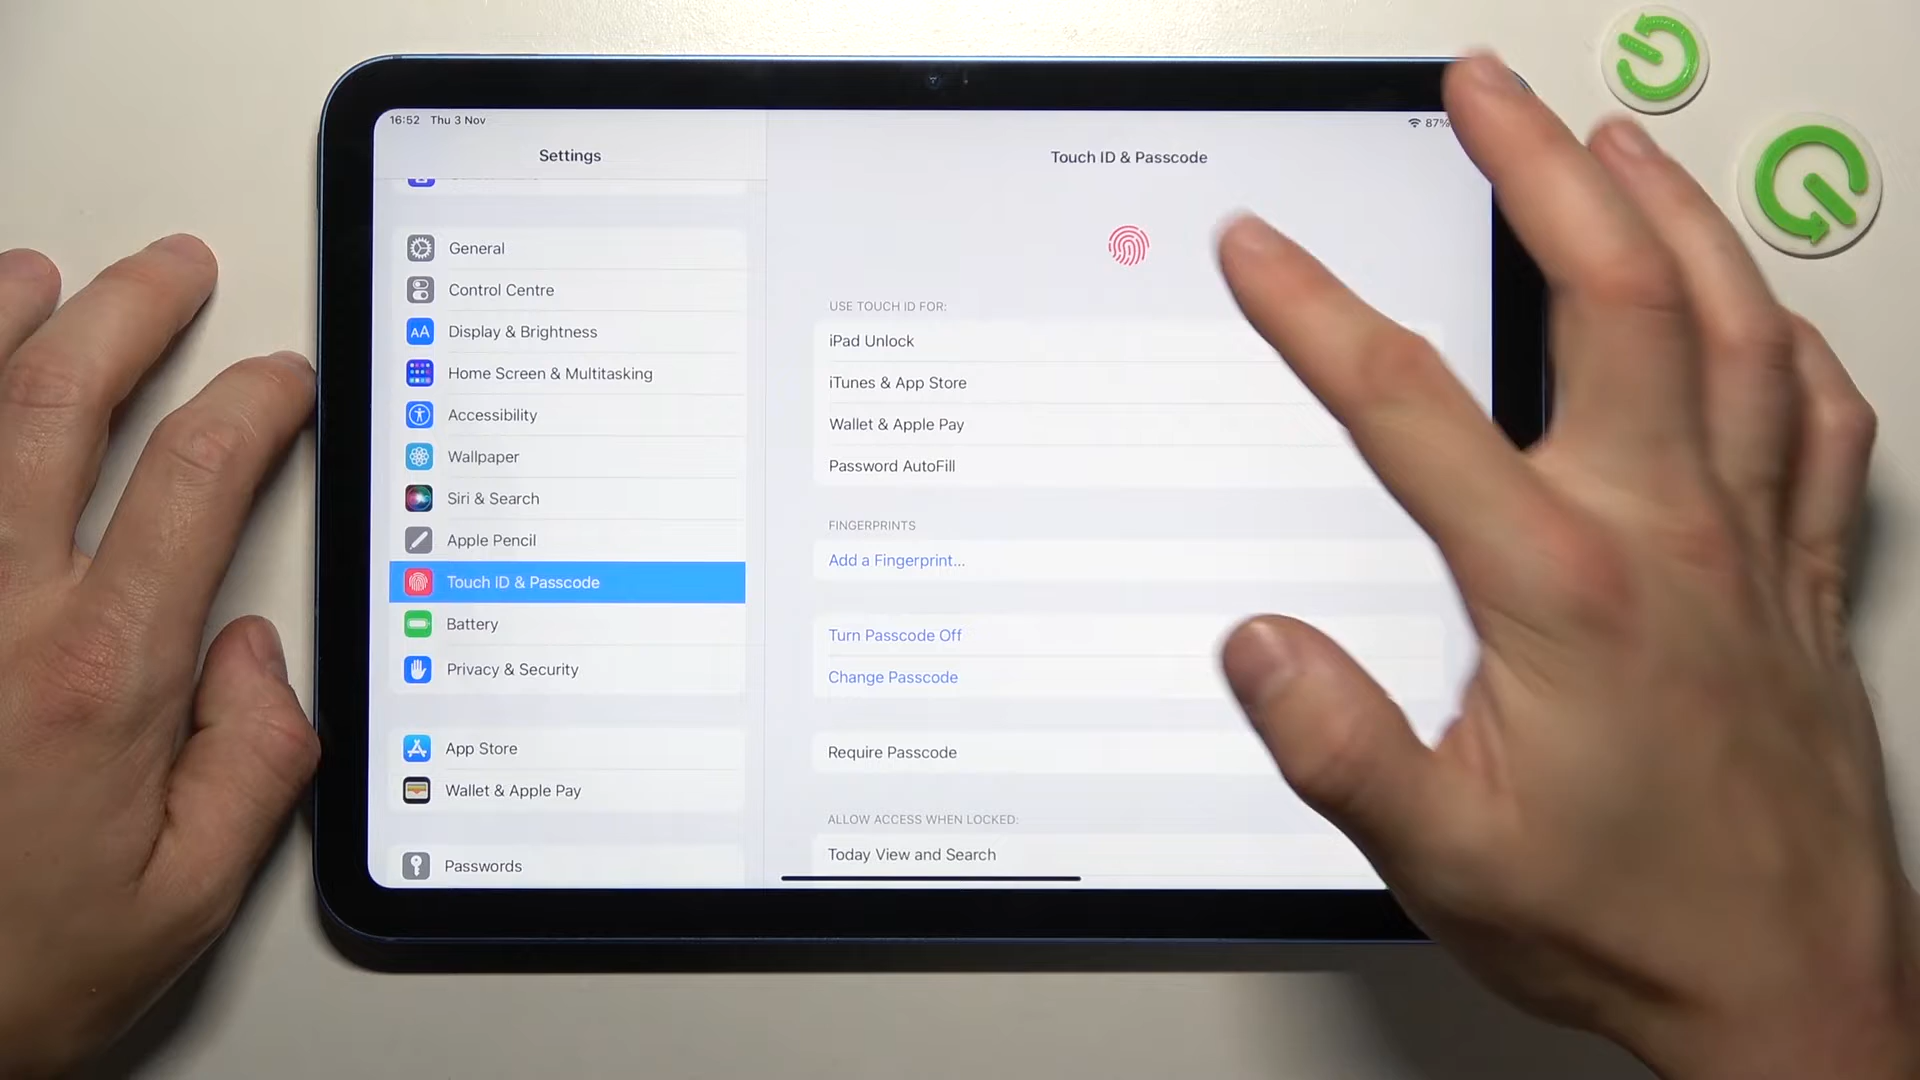 16:52 Thu 3 Nov
87%
Settings
General
Control Centre
AA
Display & Brightness
Home Screen & Multitasking
Accessibility
Wallpaper
Siri & Search
Apple Pencil
Touch ID & Passcode
Battery
Privacy & Security
App Store
Wallet & Apple Pay
Passwords
Touch ID & Passcode
USE TOUCH ID FOR:
iPad Unlock
iTunes & App Store
Wallet & Apple Pay
Password AutoFill
FINGERPRINTS
Add a Fingerprint...
Turn Passcode Off
Change Passcode
Require Passcode
ALLOW ACCESS WHEN LOCKED:
Today View and Search